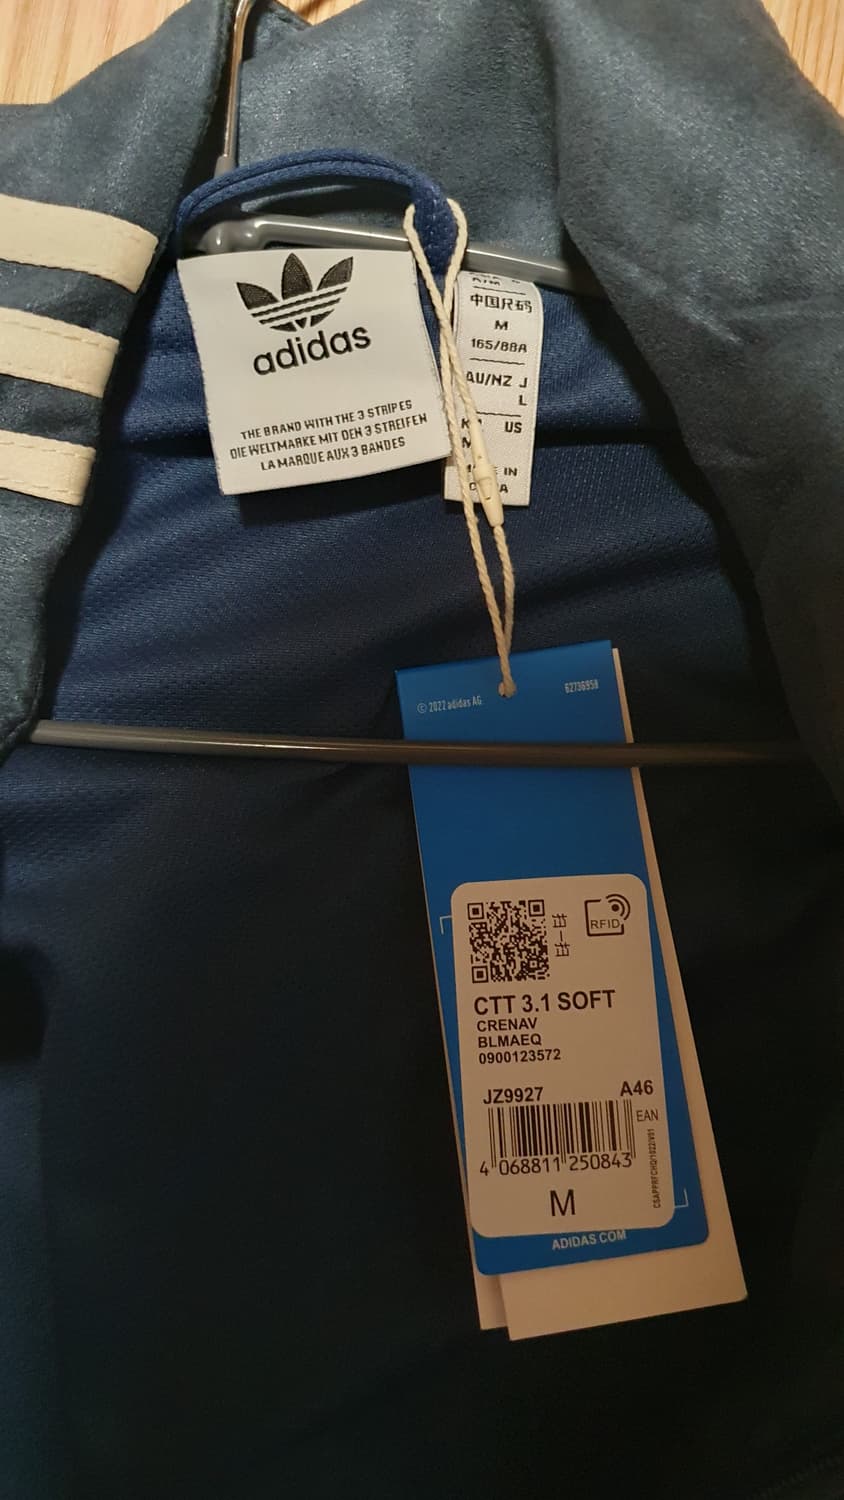 adidas
THE BRAND WITH THE 3 STRIPES
DIE WELTMARKE MIT DEN 3 STREIFEN
LA MARQUE AUX 3 BANDES
A/M
中国尺码
M
165/88A
AU/NZ J
L
US
M
IN
© 2022 adidas AG
62736958
RFID
CTT 3.1 SOFT
CRENAV
BLMAEQ
0900123572
JZ9927 A46
EAN
4 068811 250843
M
ADIDAS.COM